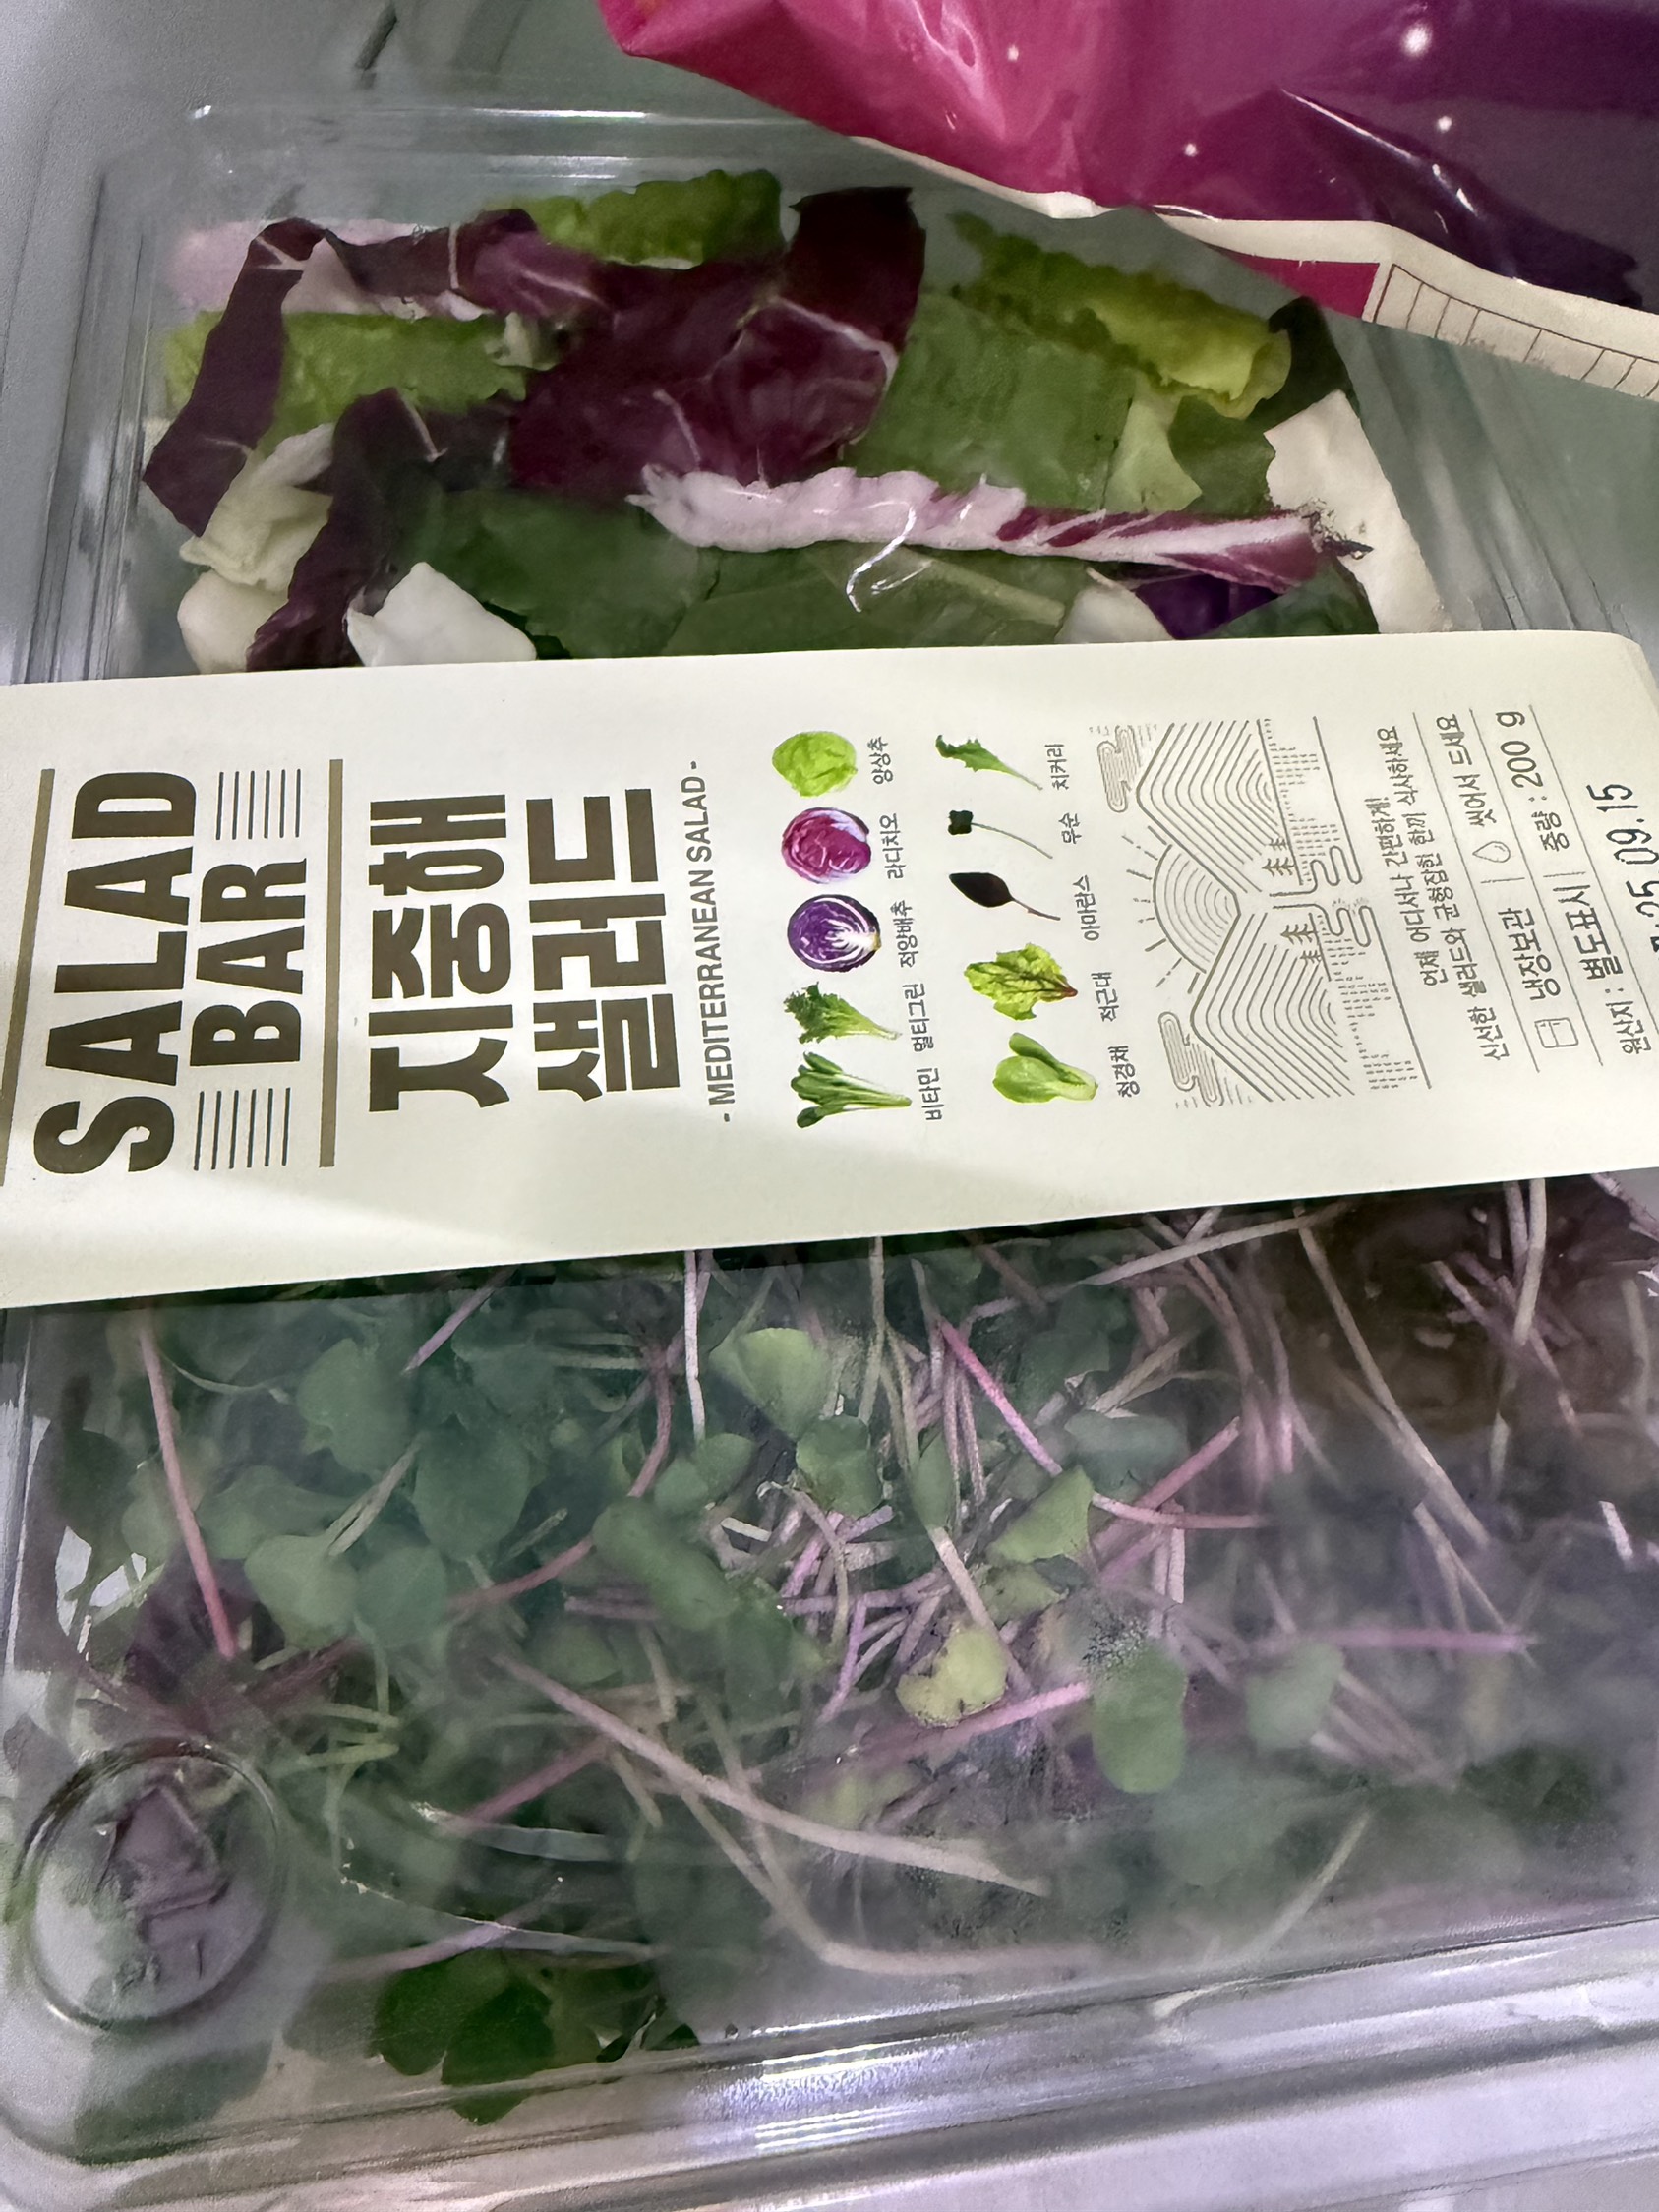 SALAD
BAR
지중해
샐러드
- MEDITERRANEAN SALAD -
비타민 멀티그린 적양배추 라디치오 양상추
청경채 적근대 아마란스 무순 치커리
언제 어디서나 간편하게!
신선한 샐러드와 균형잡힌 한끼 식사하세요
냉장보관 씻어서 드세요
원산지 : 별도표시 중량 : 200 g
25.09.15